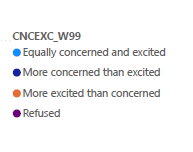 CNCEXC_W99
Equally concerned and excited
More concerned than excited
More excited than concerned
Refused